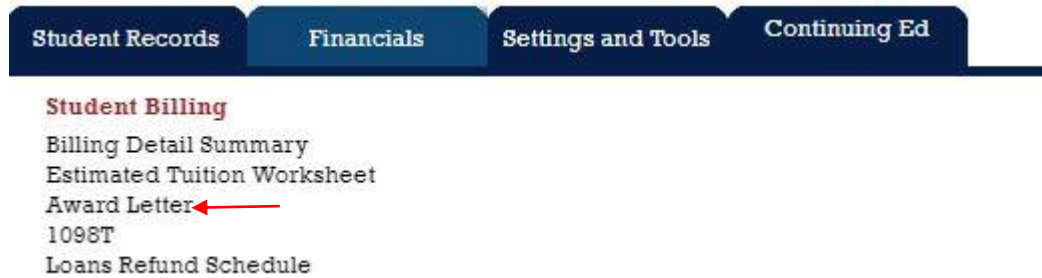 Student Records Financials Settings and Tools Continuing Ed
Student Billing
Billing Detail Summary
Estimated Tuition Worksheet
Award Letter
1098T
Loans Refund Schedule